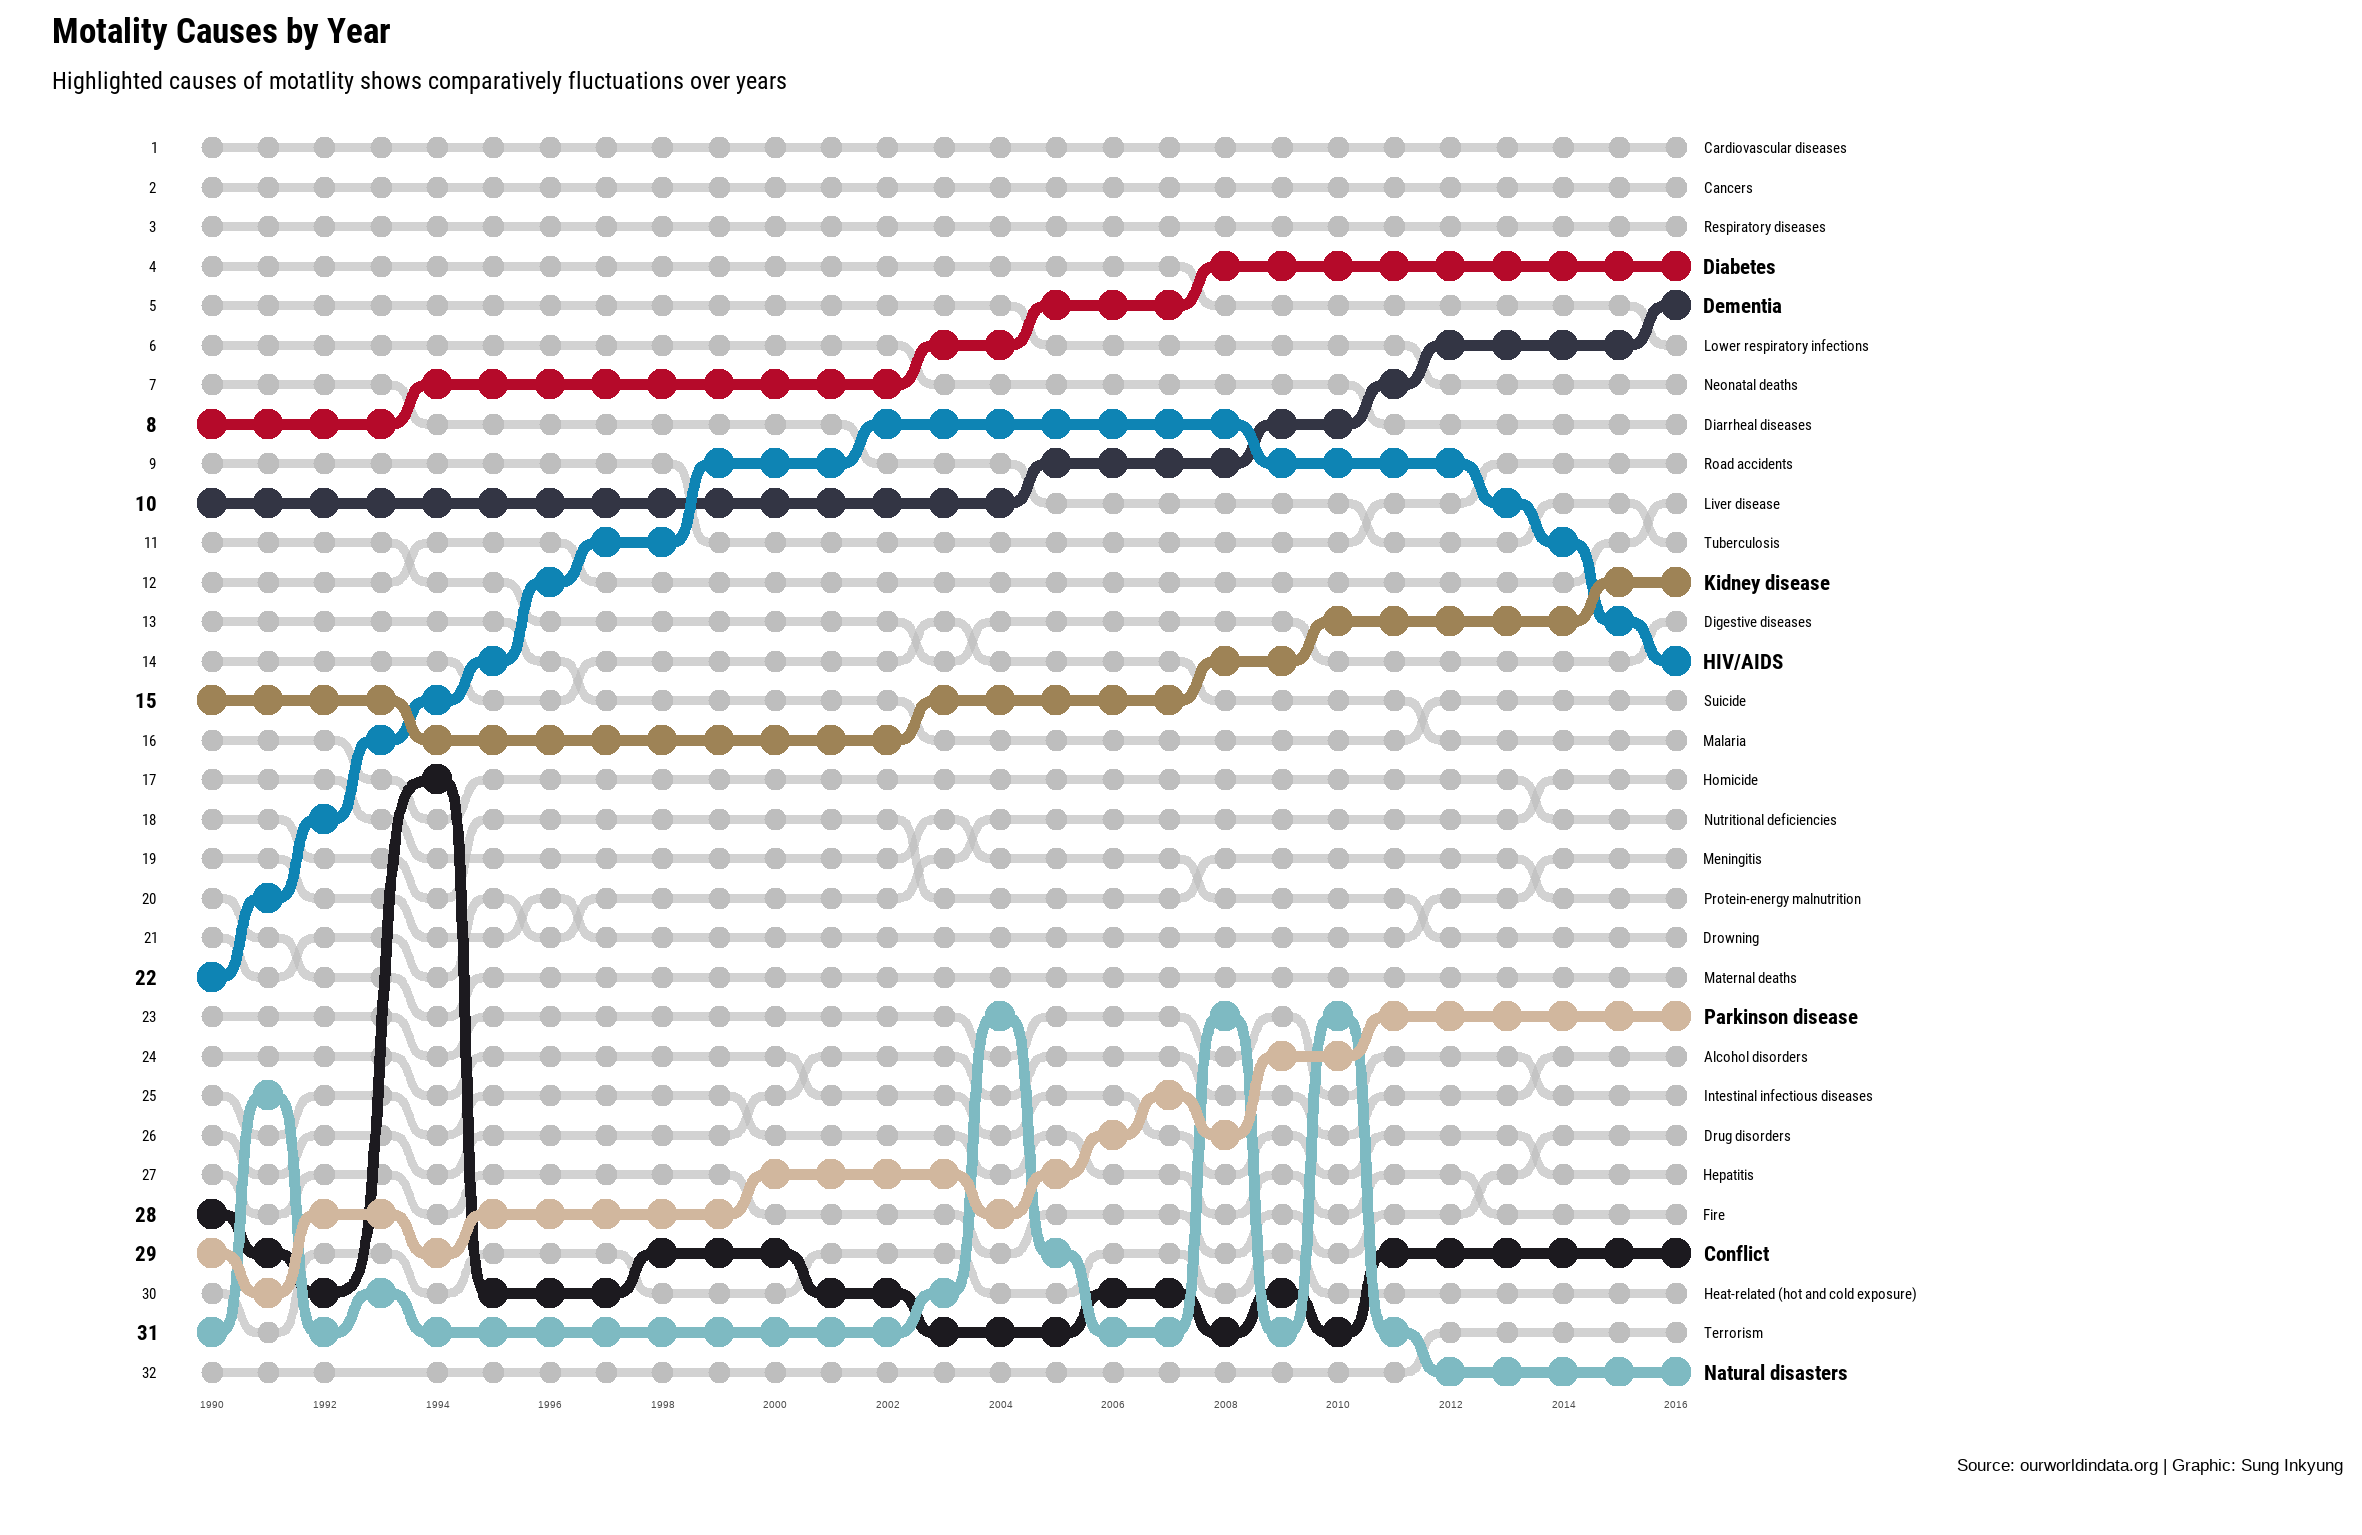 Motality Causes by Year
Highlighted causes of motatlity shows comparatively fluctuations over years
1 Cardiovascular diseases
2 Cancers
3 Respiratory diseases
4 Diabetes
5 Dementia
6 Lower respiratory infections
7 Neonatal deaths
8 Diarrheal diseases
9 Road accidents
10 Liver disease
11 Tuberculosis
12 Kidney disease
13 Digestive diseases
14 HIV/AIDS
15 Suicide
16 Malaria
17 Homicide
18 Nutritional deficiencies
19 Meningitis
20 Protein-energy malnutrition
21 Drowning
22 Maternal deaths
23 Parkinson disease
24 Alcohol disorders
25 Intestinal infectious diseases
26 Drug disorders
27 Hepatitis
28 Fire
29 Conflict
30 Heat-related (hot and cold exposure)
31 Terrorism
32 Natural disasters
1990 1992 1994 1996 1998 2000 2002 2004 2006 2008 2010 2012 2014 2016
Source: ourworldindata.org | Graphic: Sung Inkyung